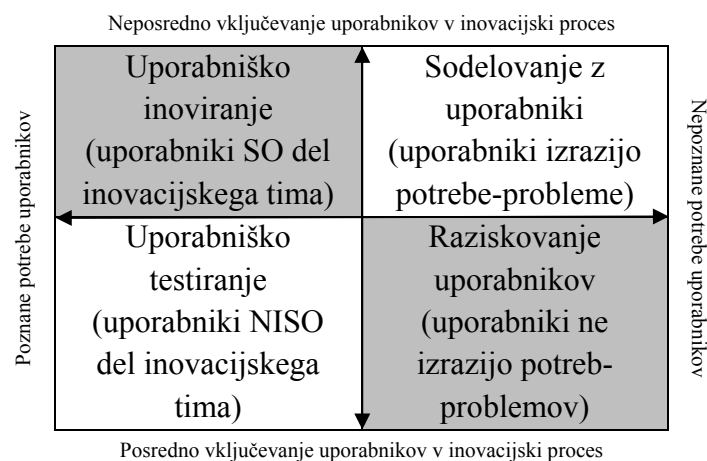 Neposredno vključevanje uporabnikov v inovacijski proces
Poznane potrebe uporabnikov
Uporabniško
inoviranje
(uporabniki SO del
inovacijskega tima)
Sodelovanje z
uporabniki
(uporabniki izrazijo
potrebe-probleme)
Uporabniško
testiranje
(uporabniki NISO
del inovacijskega
tima)
Raziskovanje
uporabnikov
(uporabniki ne
izrazijo potreb-
problemov)
Nepoznane potrebe uporabnikov
Posredno vključevanje uporabnikov v inovacijski proces